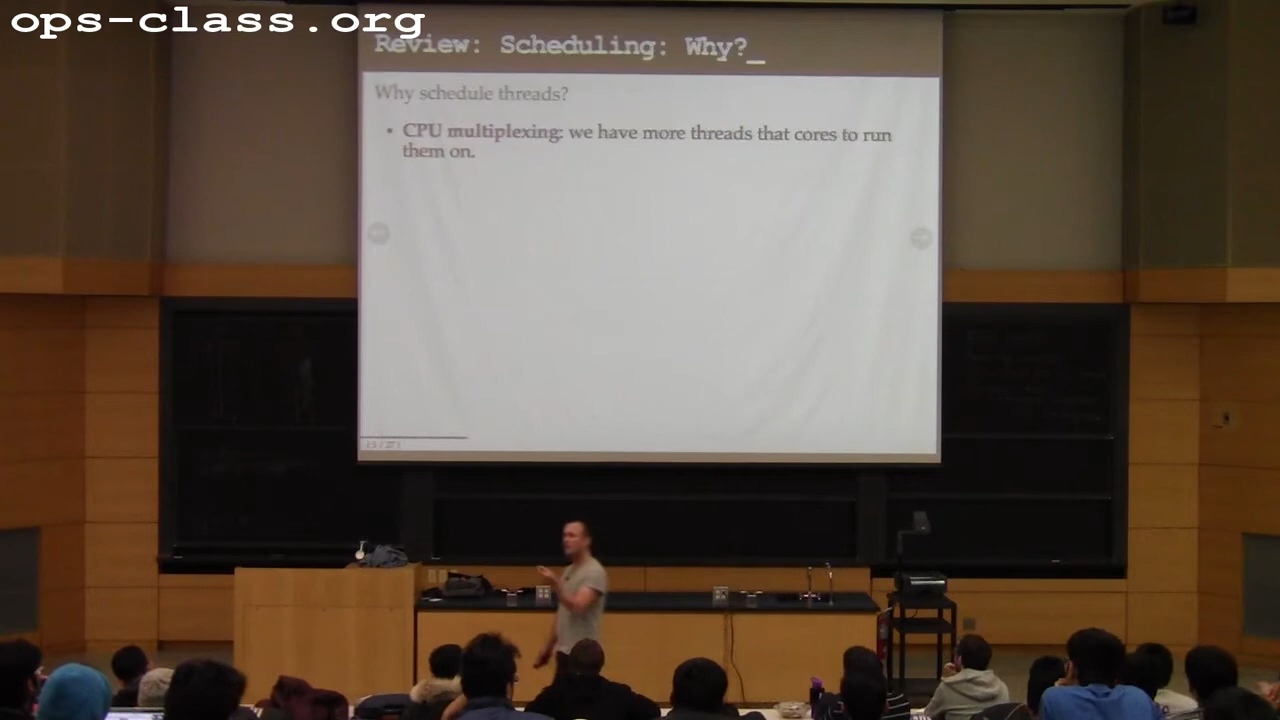 ops-class.org
Review: Scheduling: Why?_
Why schedule threads?
• CPU multiplexing: we have more threads that cores to run
them on.